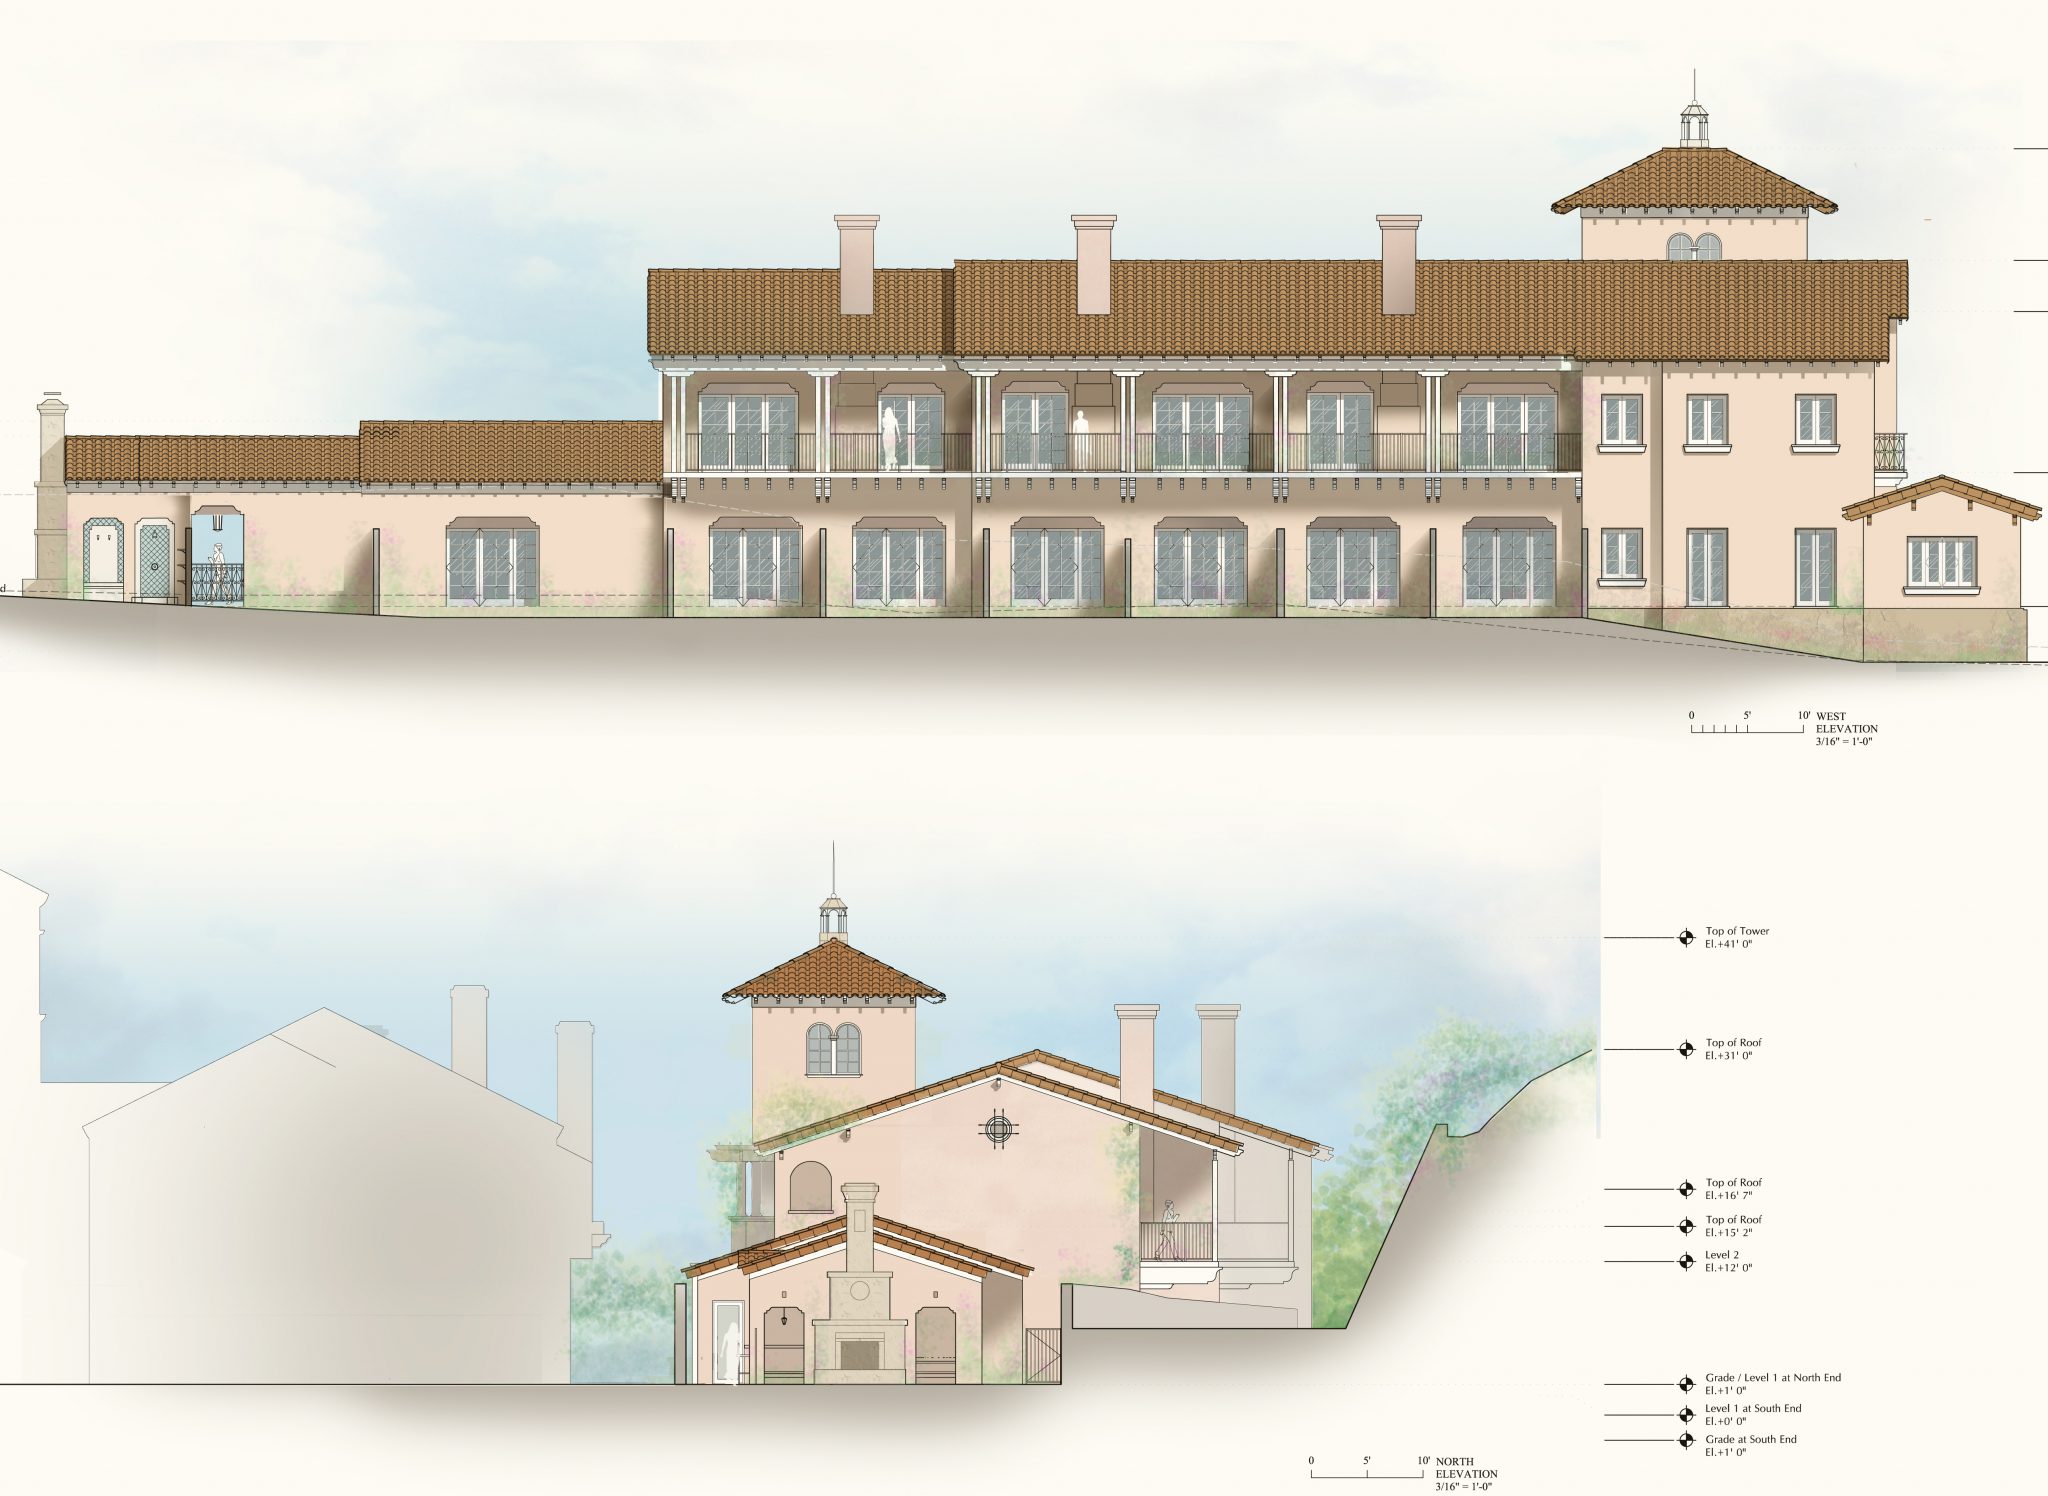 d
0 5' 10' WEST
ELEVATION
3/16" = 1'-0"
Top of Tower
El.+41' 0"
Top of Roof
El.+31' 0"
Top of Roof
El.+16' 7"
Top of Roof
El.+15' 2"
Level 2
El.+12' 0"
Grade / Level 1 at North End
El.+1' 0"
Level 1 at South End
El.+0' 0"
Grade at South End
El.+1' 0"
0 5' 10' NORTH
ELEVATION
3/16" = 1'-0"